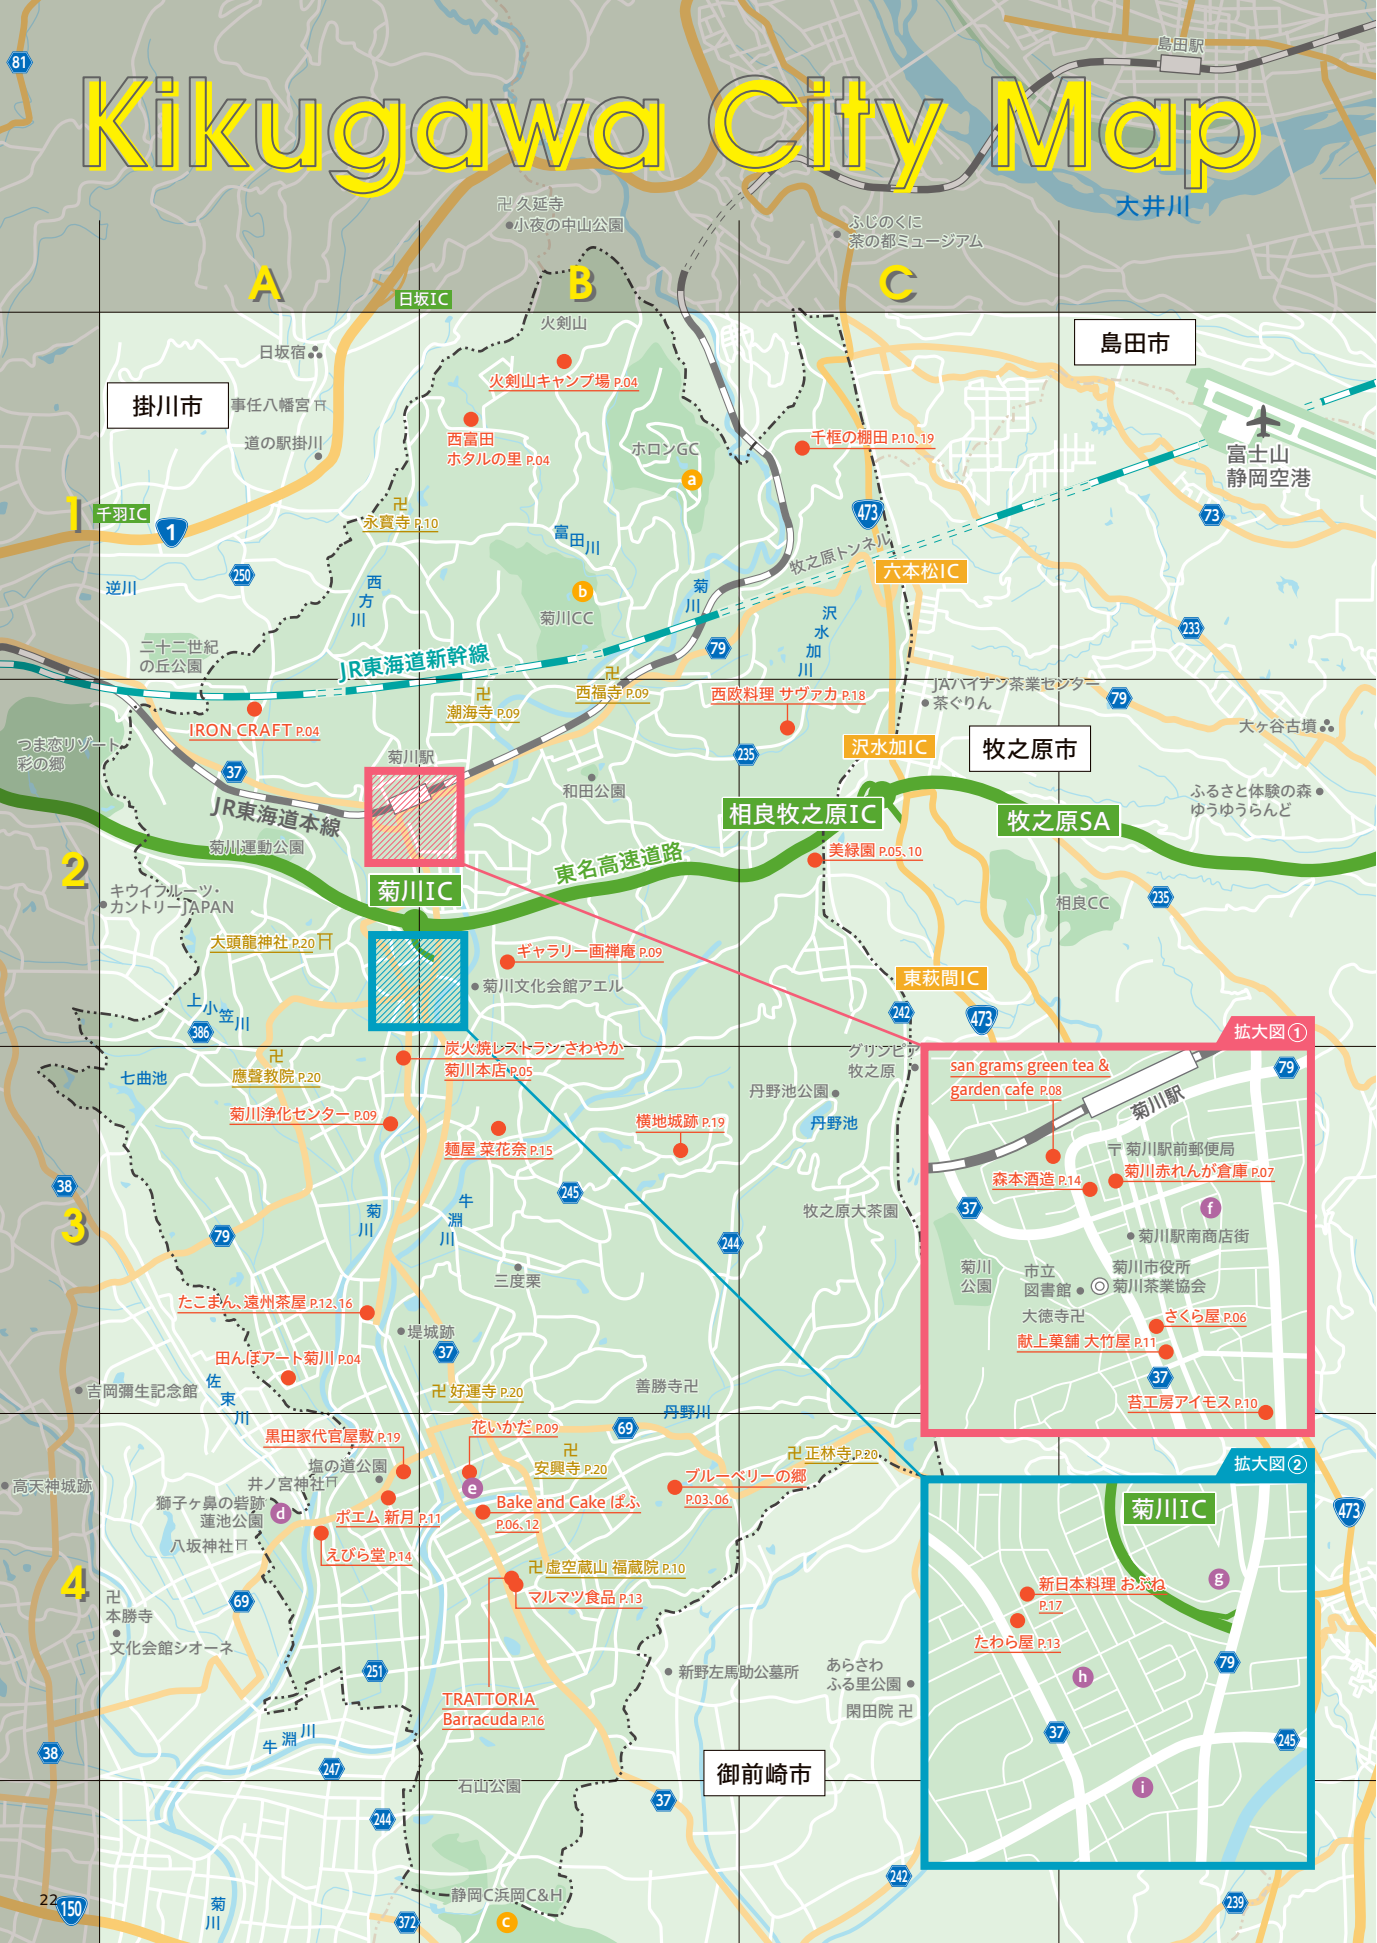 81
島田駅
Kikugawa City Map
大井川
卍 久延寺
小夜の中山公園
ふじのくに
茶の都ミュージアム
A
B
C
日坂IC
火剣山
島田市
日坂宿
火剣山キャンプ場 P.04
掛川市
事任八幡宮
道の駅掛川
西富田
ホタルの里 P.04
ホロンGC
a
千框の棚田 P.10、19
富士山
静岡空港
1
千羽IC
1
卍
永寶寺 P.10
473
73
富田川
牧之原トンネル
六本松IC
逆川
250
西方川
b
菊川CC
菊川
沢水加川
233
二十二世紀
の丘公園
JR東海道新幹線
79
卍
西福寺 P.09
卍
潮海寺 P.09
西欧料理 サヴァカ P.18
JAハイナン茶業センター
茶ぐりん
79
IRON CRAFT P.04
大ヶ谷古墳
つま恋リゾート
彩の郷
37
菊川駅
235
沢水加IC
牧之原市
和田公園
ふるさと体験の森
ゆうゆうらんど
JR東海道本線
相良牧之原IC
牧之原SA
菊川運動公園
東名高速道路
美緑園 P.05、10
2
キウイフルーツ・
カントリーJAPAN
菊川IC
相良CC
235
大頭龍神社 P.20
ギャラリー画禅庵 P.09
菊川文化会館アエル
東萩間IC
上小笠川
386
242
473
拡大図①
炭火焼レストランさわやか
菊川本店 P.05
グリンピア
牧之原
san grams green tea &
garden cafe P.08
79
菊川駅
七曲池
卍
應聲教院 P.20
丹野池公園
丹野池
菊川浄化センター P.09
麺屋 菜花奈 P.15
横地城跡 P.19
〒菊川駅前郵便局
菊川赤れんが倉庫 P.07
森本酒造 P.14
38
3
245
牛淵川
菊川
牧之原大茶園
37
f
菊川駅南商店街
79
244
三度栗
菊川
公園
市立
図書館
菊川市役所
菊川茶業協会
大徳寺卍
たこまん、遠州茶屋 P.12、16
堤城跡
さくら屋 P.06
献上菓舗 大竹屋 P.11
37
田んぼアート菊川 P.04
37
苔工房アイモス P.10
佐東川
吉岡彌生記念館
卍好運寺 P.20
善勝寺卍
丹野川
花いかだ P.09
69
黒田家代官屋敷 P.19
塩の道公園
卍
安興寺 P.20
卍正林寺 P.20
拡大図②
高天神城跡
井ノ宮神社
獅子ヶ鼻の砦跡
蓮池公園
d
e
ブルーベリーの郷
P.03、06
菊川IC
473
ポエム 新月 P.11
Bake and Cake ぱふ
P.06、12
八坂神社
えびら堂 P.14
4
卍虚空蔵山 福蔵院 P.10
マルマツ食品 P.13
新日本料理 おぶね
P.17
g
卍
本勝寺
文化会館シオーネ
69
たわら屋 P.13
251
新野左馬助公墓所
あらさわ
ふる里公園
閑田院 卍
79
h
TRATTORIA
Barracuda P.16
37
245
38
牛淵川
247
御前崎市
i
石山公園
37
244
242
静岡C浜岡C&H
22
150
菊川
372
c
239